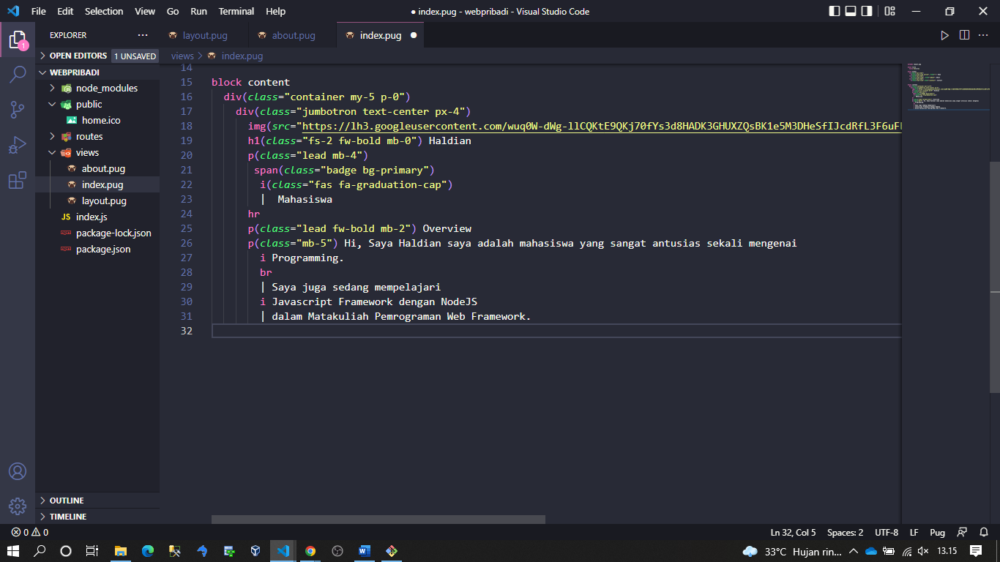 File Edit Selection View Go Run Terminal Help ● index.pug - webpribadi - Visual Studio Code
EXPLORER ··· layout.pug about.pug index.pug
OPEN EDITORS 1 UNSAVED
views > index.pug
WEBPRIBADI
node_modules
public
home.ico
routes
views
about.pug
index.pug
layout.pug
JS index.js
package-lock.json
package.json
OUTLINE
TIMELINE
14
15 block content
16 div(class="container my-5 p-0")
17 div(class="jumbotron text-center px-4")
18 img(src="https://lh3.googleusercontent.com/wuq0W-dWg-l1CQKtE9QKj70fYs3d8HADK3GHUXZQsBK1e5M3DHeSfIJcdRfL3F6uF
19 h1(class="fs-2 fw-bold mb-0") Haldian
20 p(class="lead mb-4")
21 span(class="badge bg-primary")
22 i(class="fas fa-graduation-cap")
23 | Mahasiswa
24 hr
25 p(class="lead fw-bold mb-2") Overview
26 p(class="mb-5") Hi, Saya Haldian saya adalah mahasiswa yang sangat antusias sekali mengenai
27 i Programming.
28 br
29 | Saya juga sedang mempelajari
30 i Javascript Framework dengan NodeJS
31 | dalam Matakuliah Pemrograman Web Framework.
32
1
0 0 Ln 32, Col 5 Spaces: 2 UTF-8 LF Pug
33°C Hujan rin... 13.15